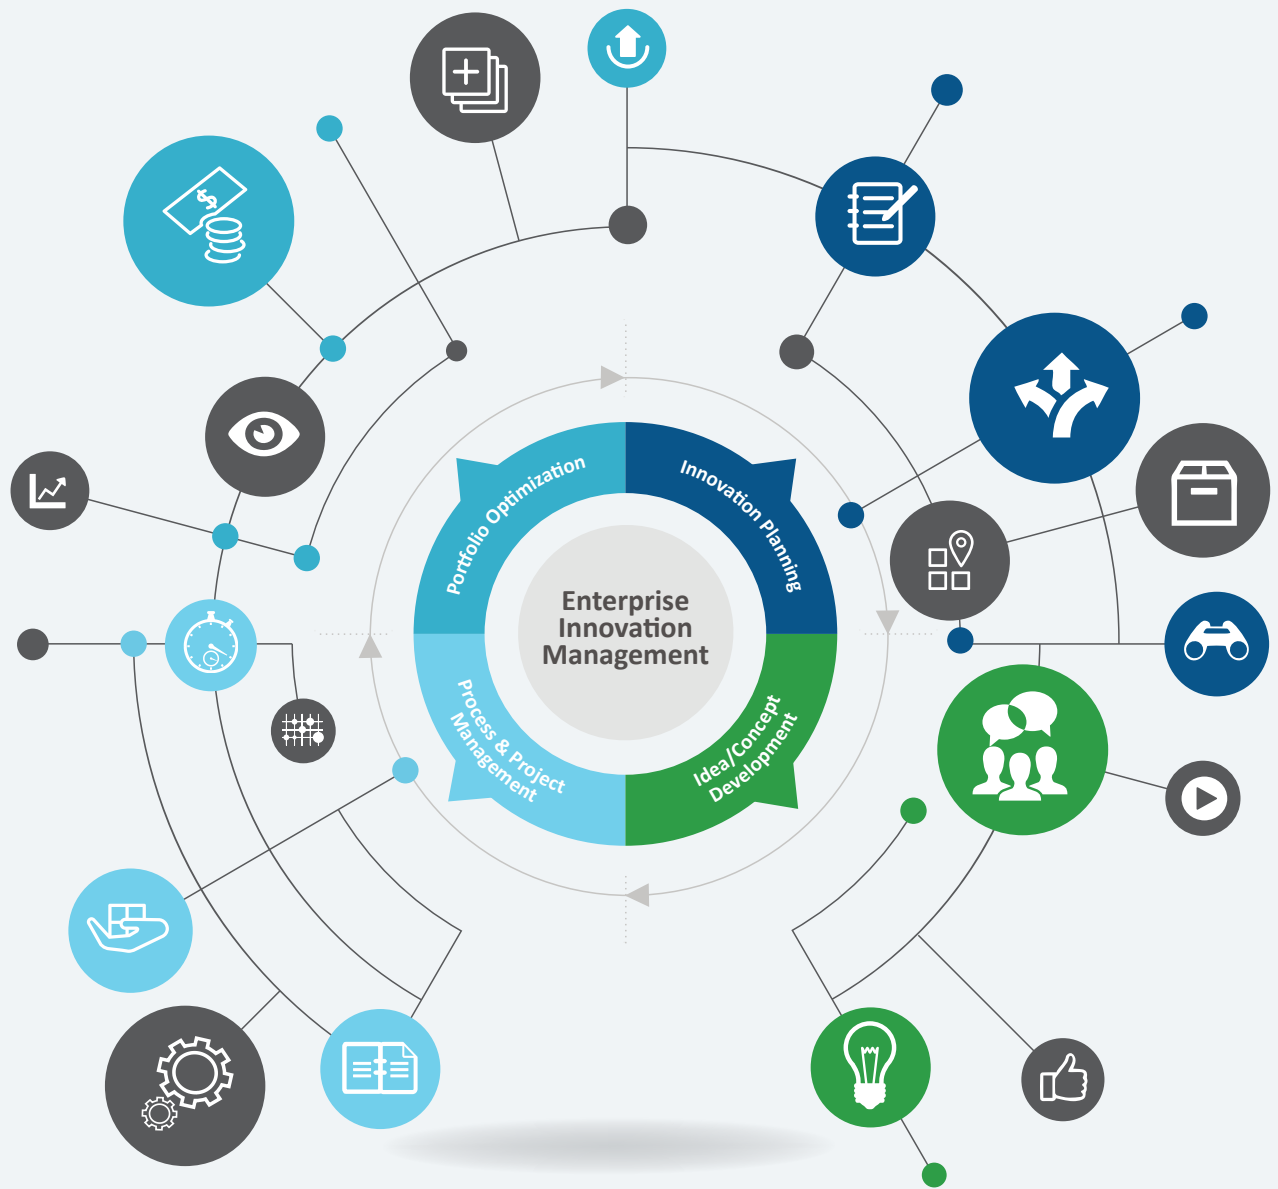 Portfolio Optimization
Innovation Planning
Enterprise
Innovation
Management
Process & Project
Management
Idea/Concept
Development
$